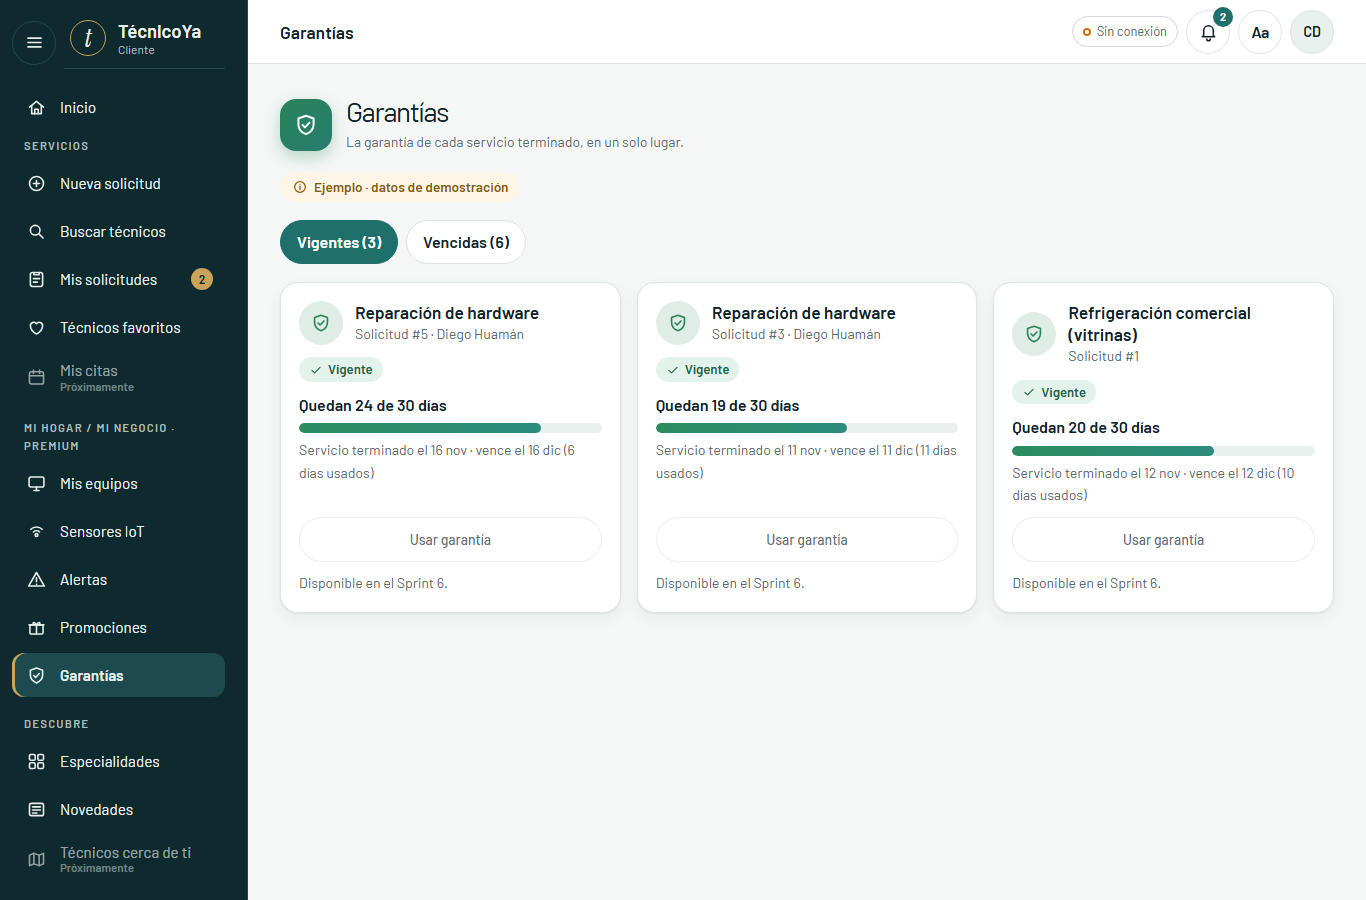 t
TécnicoYa
Cliente
Inicio
SERVICIOS
Nueva solicitud
Buscar técnicos
Mis solicitudes
2
Técnicos favoritos
Mis citas
Próximamente
MI HOGAR / MI NEGOCIO ·
PREMIUM
Mis equipos
Sensores IoT
Alertas
Promociones
Garantías
DESCUBRE
Especialidades
Novedades
Técnicos cerca de ti
Próximamente
Garantías
Sin conexión
2
Aa
CD
Garantías
La garantía de cada servicio terminado, en un solo lugar.
Ejemplo · datos de demostración
Vigentes (3)
Vencidas (6)
Reparación de hardware
Solicitud #5 · Diego Huamán
Vigente
Quedan 24 de 30 días
Servicio terminado el 16 nov · vence el 16 dic (6
días usados)
Usar garantía
Disponible en el Sprint 6.
Reparación de hardware
Solicitud #3 · Diego Huamán
Vigente
Quedan 19 de 30 días
Servicio terminado el 11 nov · vence el 11 dic (11 días
usados)
Usar garantía
Disponible en el Sprint 6.
Refrigeración comercial
(vitrinas)
Solicitud #1
Vigente
Quedan 20 de 30 días
Servicio terminado el 12 nov · vence el 12 dic (10
días usados)
Usar garantía
Disponible en el Sprint 6.